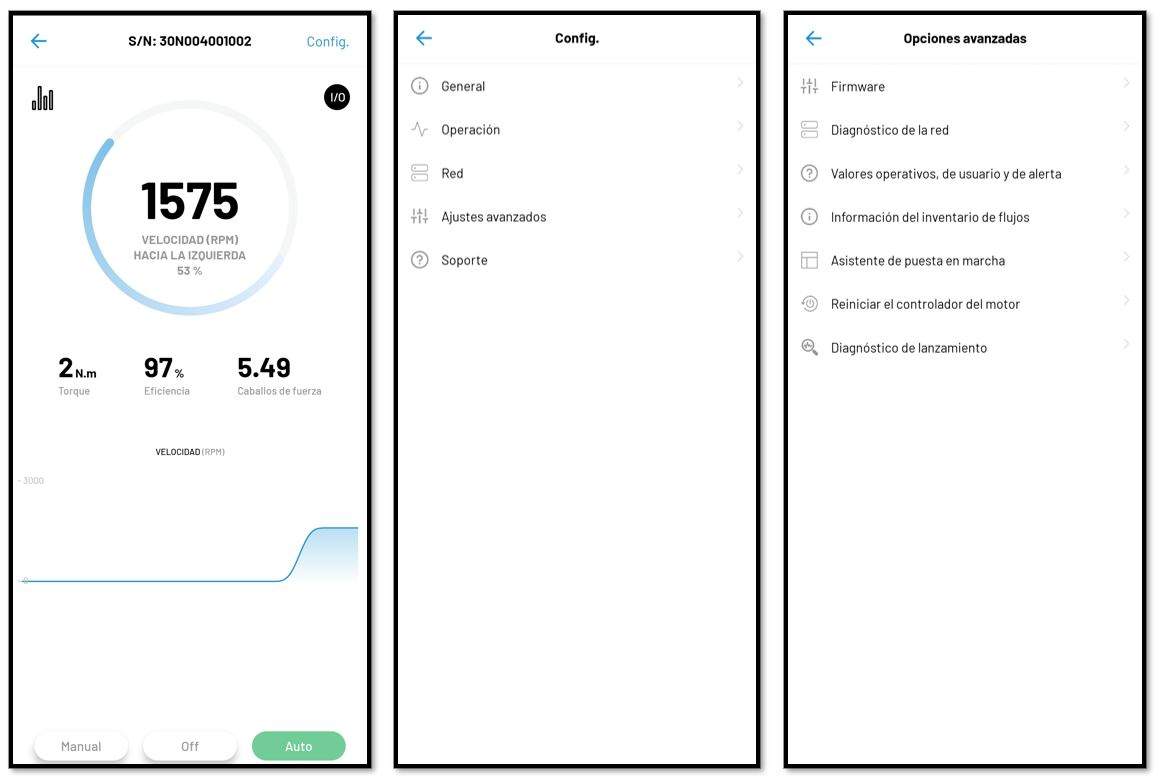 S/N: 30N004001002
Config.
I/O
1575
VELOCIDAD (RPM)
HACIA LA IZQUIERDA
53 %
2 N.m
Torque
97 %
Eficiencia
5.49
Caballos de fuerza
VELOCIDAD (RPM)
- 3000
0
Manual
Off
Auto
Config.
General
Operación
Red
Ajustes avanzados
Soporte
Opciones avanzadas
Firmware
Diagnóstico de la red
Valores operativos, de usuario y de alerta
Información del inventario de flujos
Asistente de puesta en marcha
Reiniciar el controlador del motor
Diagnóstico de lanzamiento